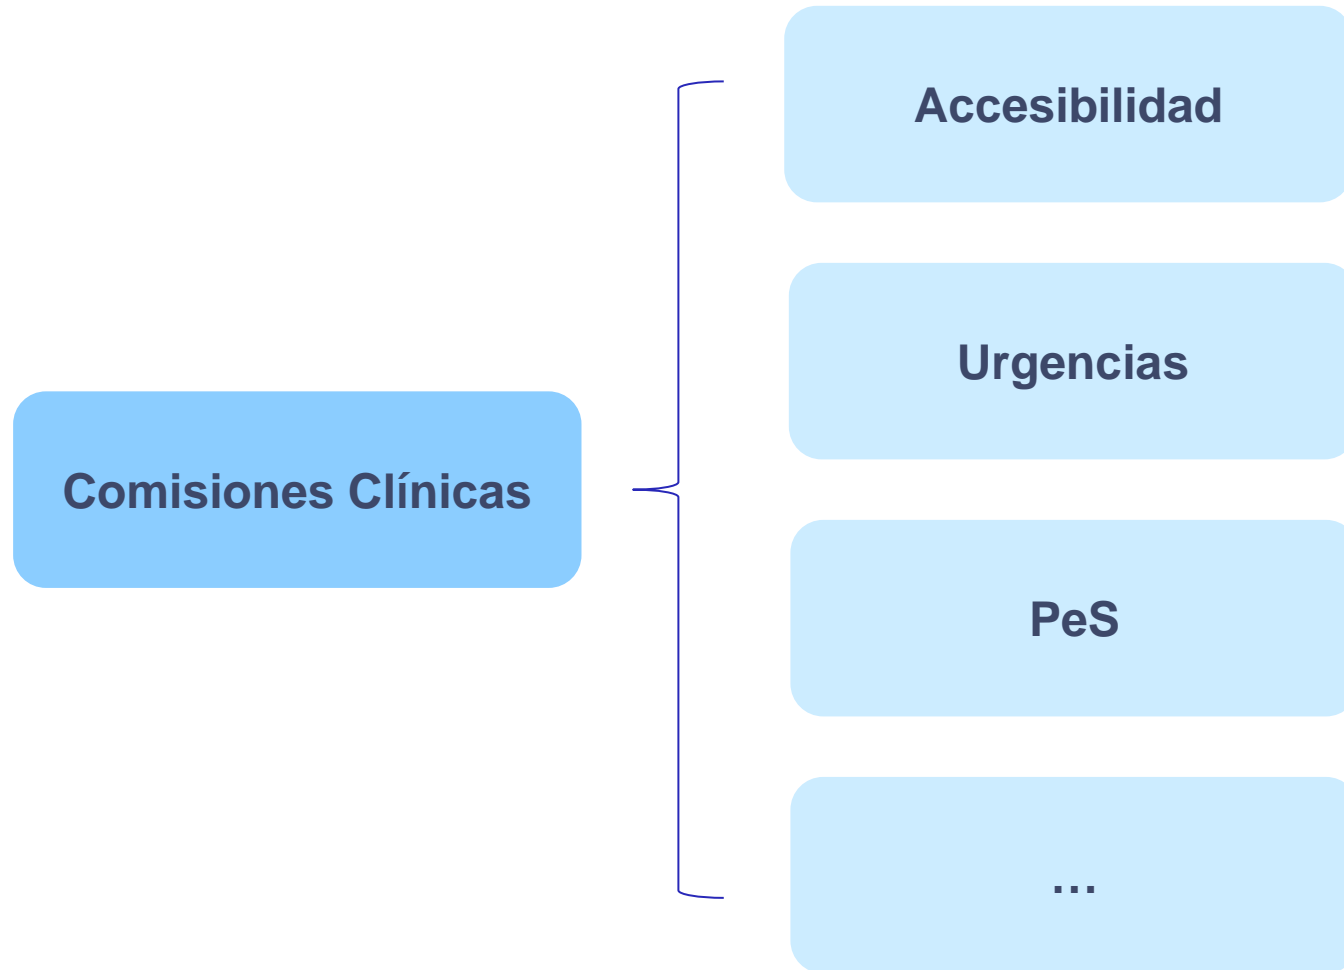 Accesibilidad
Urgencias
Comisiones Clínicas
PeS
…